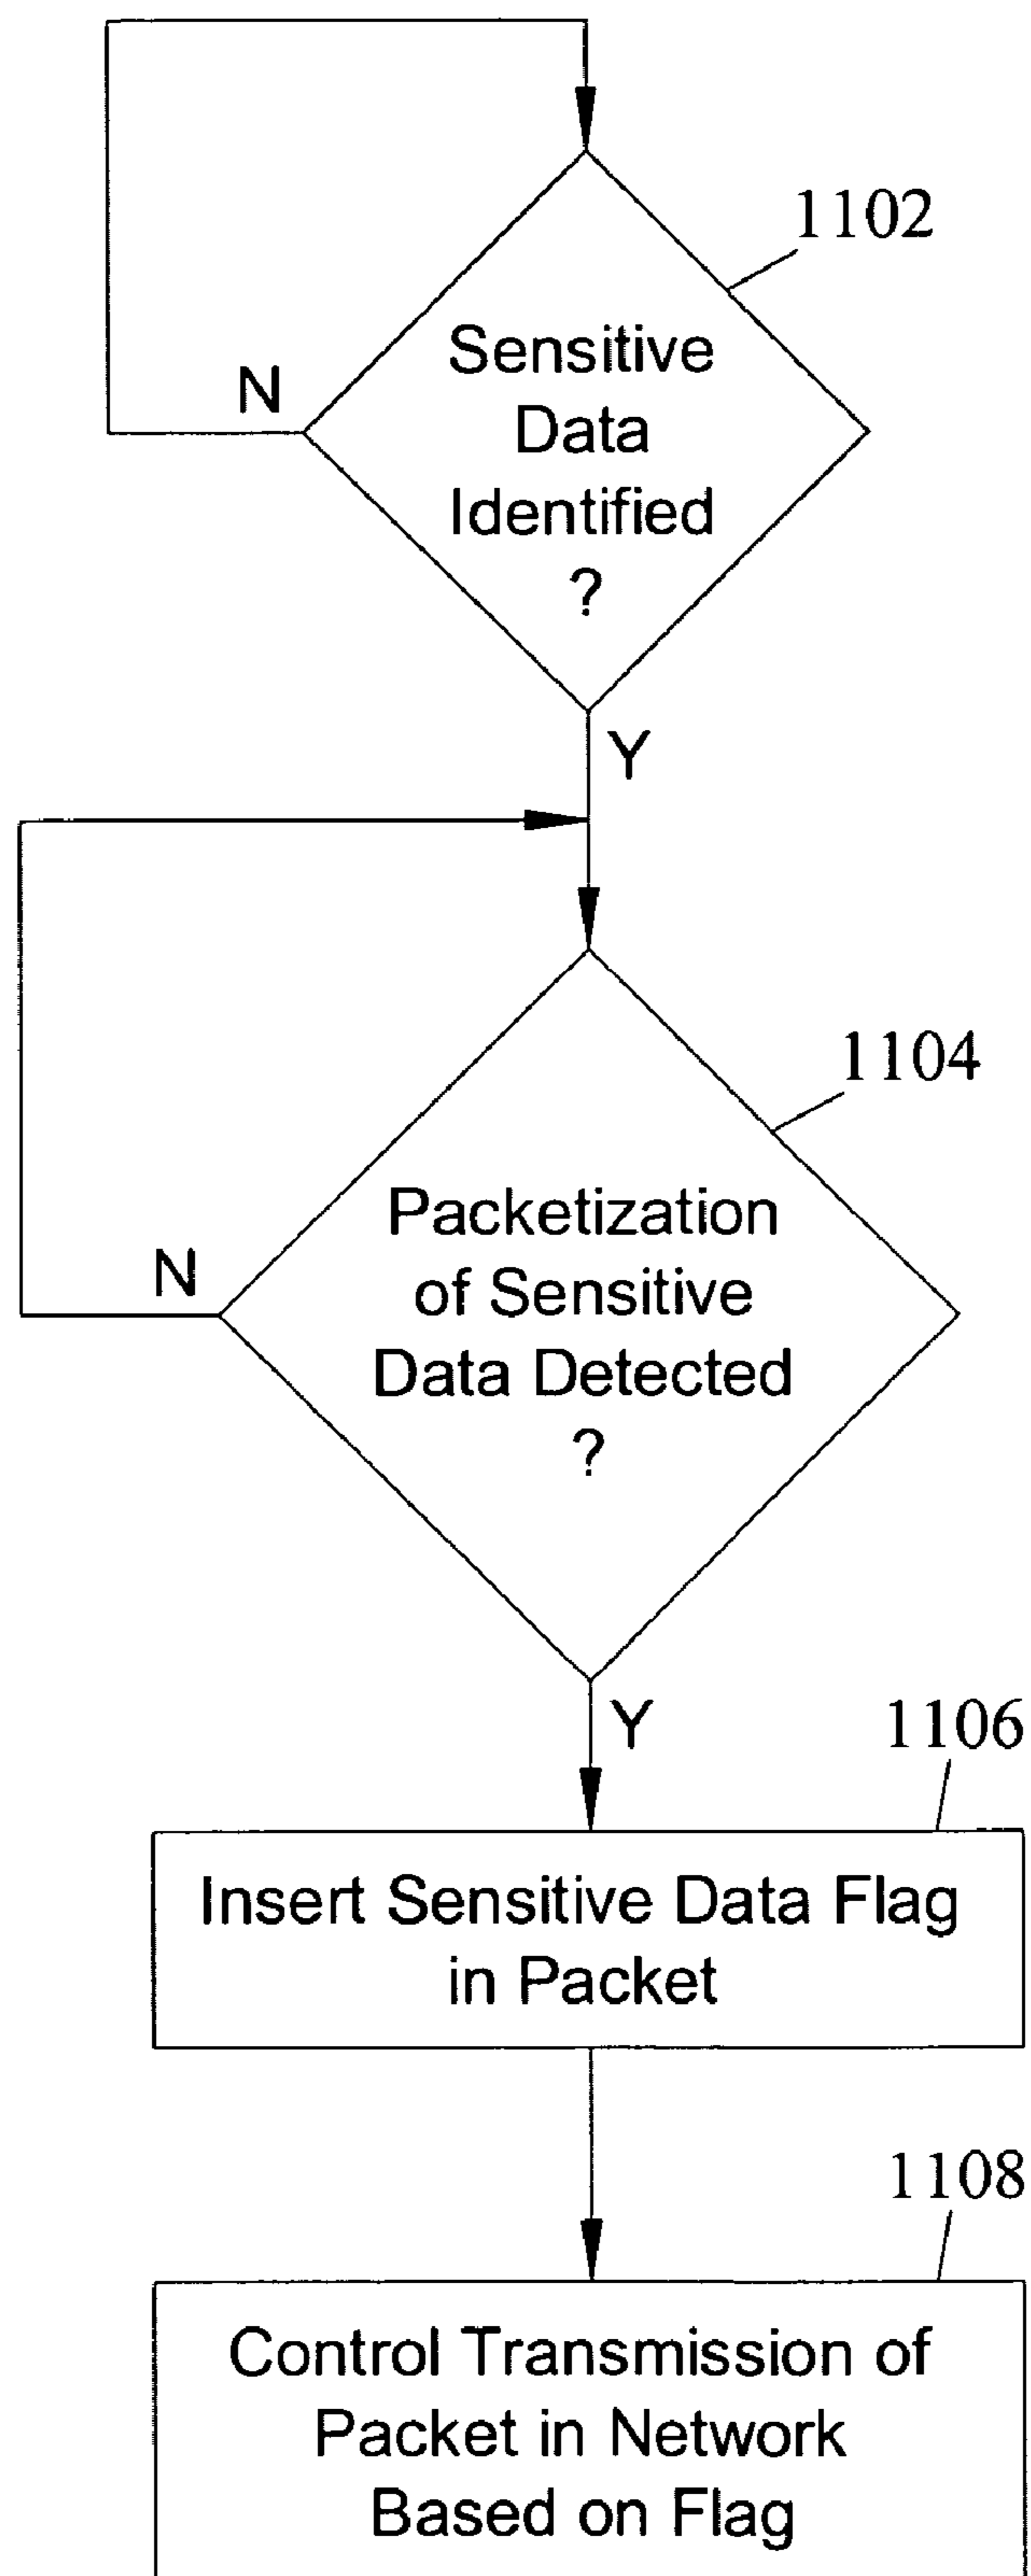 1102
Sensitive
Data
Identified
?
N
Y
1104
Packetization
of Sensitive
Data Detected
?
N
Y
1106
Insert Sensitive Data Flag
in Packet
1108
Control Transmission of
Packet in Network
Based on Flag